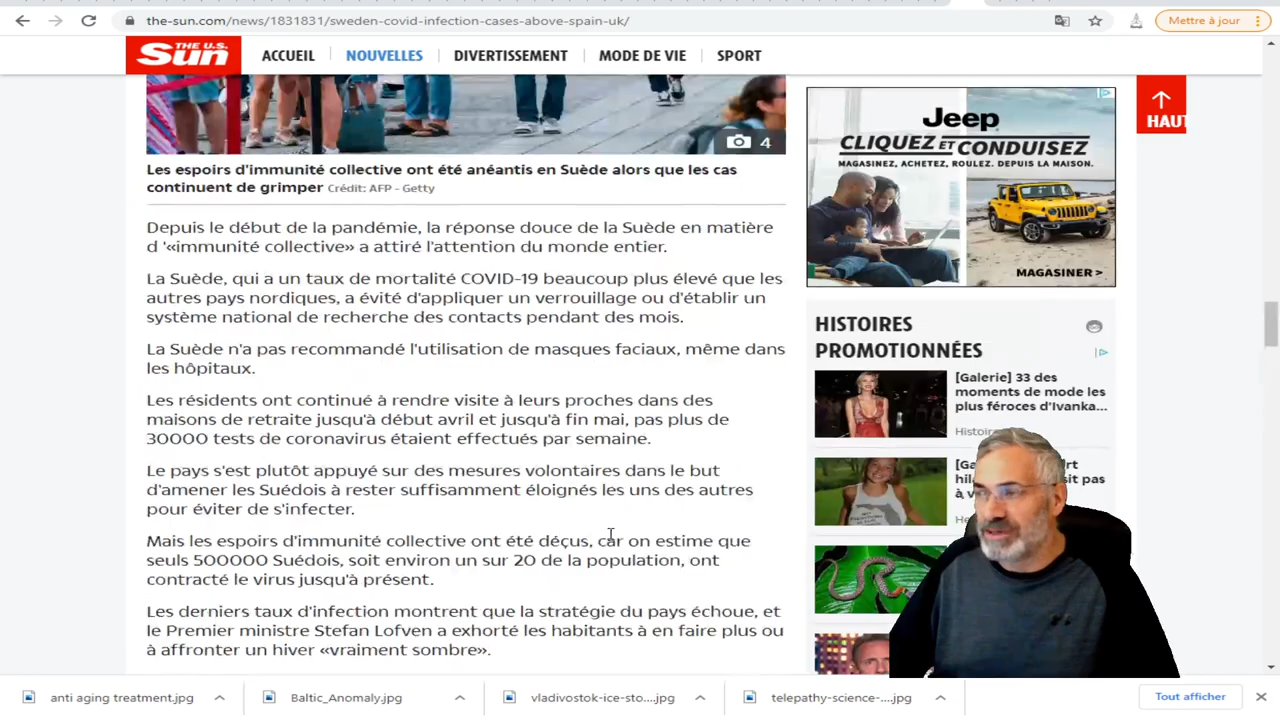 the-sun.com/news/1831831/sweden-covid-infection-cases-above-spain-uk/
Mettre à jour
THE U.S. Sun
ACCUEIL
NOUVELLES
DIVERTISSEMENT
MODE DE VIE
SPORT
HAUT
4
Les espoirs d'immunité collective ont été anéantis en Suède alors que les cas
continuent de grimper Crédit: AFP - Getty
Depuis le début de la pandémie, la réponse douce de la Suède en matière
d '«immunité collective» a attiré l'attention du monde entier.
La Suède, qui a un taux de mortalité COVID-19 beaucoup plus élevé que les
autres pays nordiques, a évité d'appliquer un verrouillage ou d'établir un
système national de recherche des contacts pendant des mois.
La Suède n'a pas recommandé l'utilisation de masques faciaux, même dans
les hôpitaux.
Les résidents ont continué à rendre visite à leurs proches dans des
maisons de retraite jusqu'à début avril et jusqu'à fin mai, pas plus de
30000 tests de coronavirus étaient effectués par semaine.
Le pays s'est plutôt appuyé sur des mesures volontaires dans le but
d'amener les Suédois à rester suffisamment éloignés les uns des autres
pour éviter de s'infecter.
Mais les espoirs d'immunité collective ont été déçus, car on estime que
seuls 500000 Suédois, soit environ un sur 20 de la population, ont
contracté le virus jusqu'à présent.
Les derniers taux d'infection montrent que la stratégie du pays échoue, et
le Premier ministre Stefan Lofven a exhorté les habitants à en faire plus ou
à affronter un hiver «vraiment sombre».
Jeep
CLIQUEZ ET CONDUISEZ
MAGASINEZ, ACHETEZ, ROULEZ. DEPUIS LA MAISON.
MAGASINER >
HISTOIRES
PROMOTIONNÉES
[Galerie] 33 des
moments de mode les
plus féroces d'Ivanka...
anti aging treatment.jpg
Baltic_Anomaly.jpg
vladivostok-ice-sto....jpg
telepathy-science-....jpg
Tout afficher